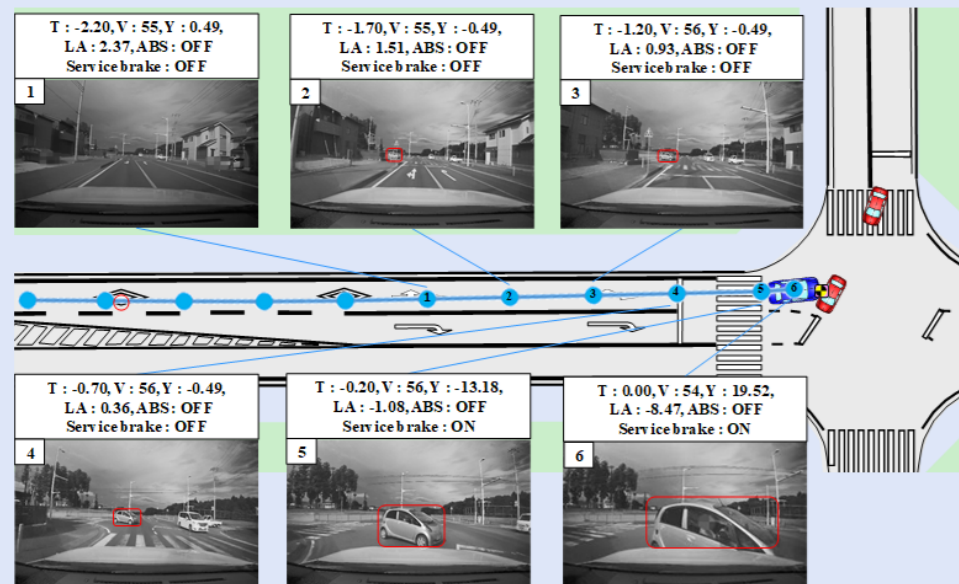 T : -2.20, V : 55, Y : 0.49,
LA : 2.37, ABS : OFF
Service brake : OFF
1
T : -1.70, V : 55, Y : -0.49,
LA : 1.51, ABS : OFF
Service brake : OFF
2
T : -1.20, V : 56, Y : -0.49,
LA : 0.93, ABS : OFF
Service brake : OFF
3
1 2 3 4 5 6
T : -0.70, V : 56, Y : -0.49,
LA : 0.36, ABS : OFF
Service brake : OFF
4
T : -0.20, V : 56, Y : -13.18,
LA : -1.08, ABS : OFF
Service brake : ON
5
T : 0.00, V : 54, Y : 19.52,
LA : -8.47, ABS : OFF
Service brake : ON
6